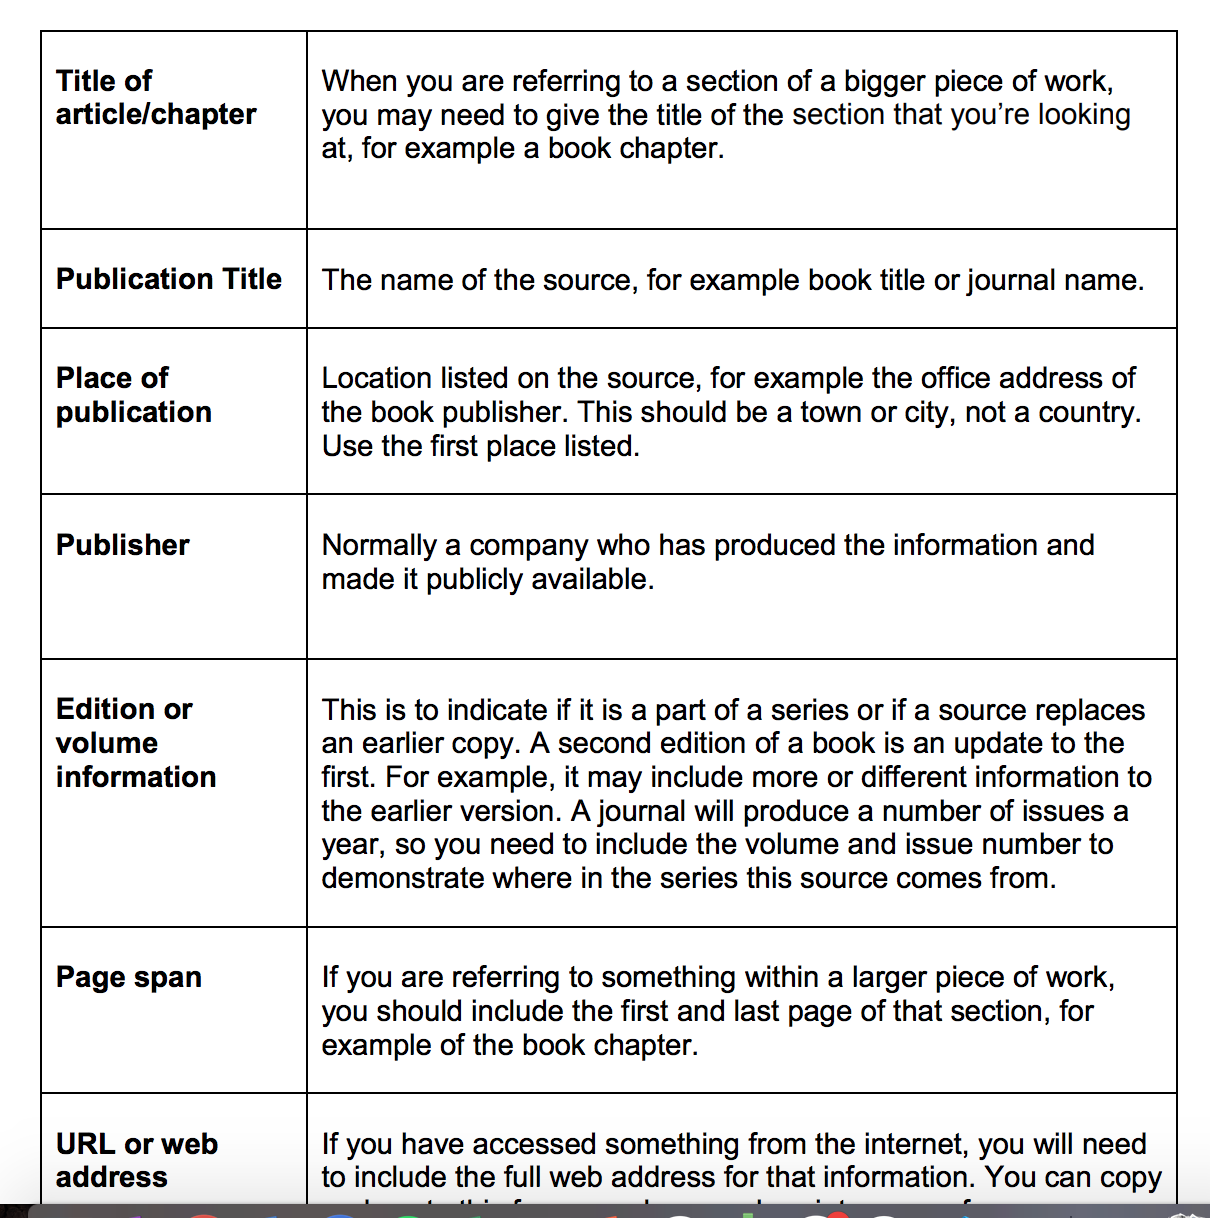 Title of
article/chapter
When you are referring to a section of a bigger piece of work,
you may need to give the title of the section that you’re looking
at, for example a book chapter.
Publication Title
The name of the source, for example book title or journal name.
Place of
publication
Location listed on the source, for example the office address of
the book publisher. This should be a town or city, not a country.
Use the first place listed.
Publisher
Normally a company who has produced the information and
made it publicly available.
Edition or
volume
information
This is to indicate if it is a part of a series or if a source replaces
an earlier copy. A second edition of a book is an update to the
first. For example, it may include more or different information to
the earlier version. A journal will produce a number of issues a
year, so you need to include the volume and issue number to
demonstrate where in the series this source comes from.
Page span
If you are referring to something within a larger piece of work,
you should include the first and last page of that section, for
example of the book chapter.
URL or web
address
If you have accessed something from the internet, you will need
to include the full web address for that information. You can copy